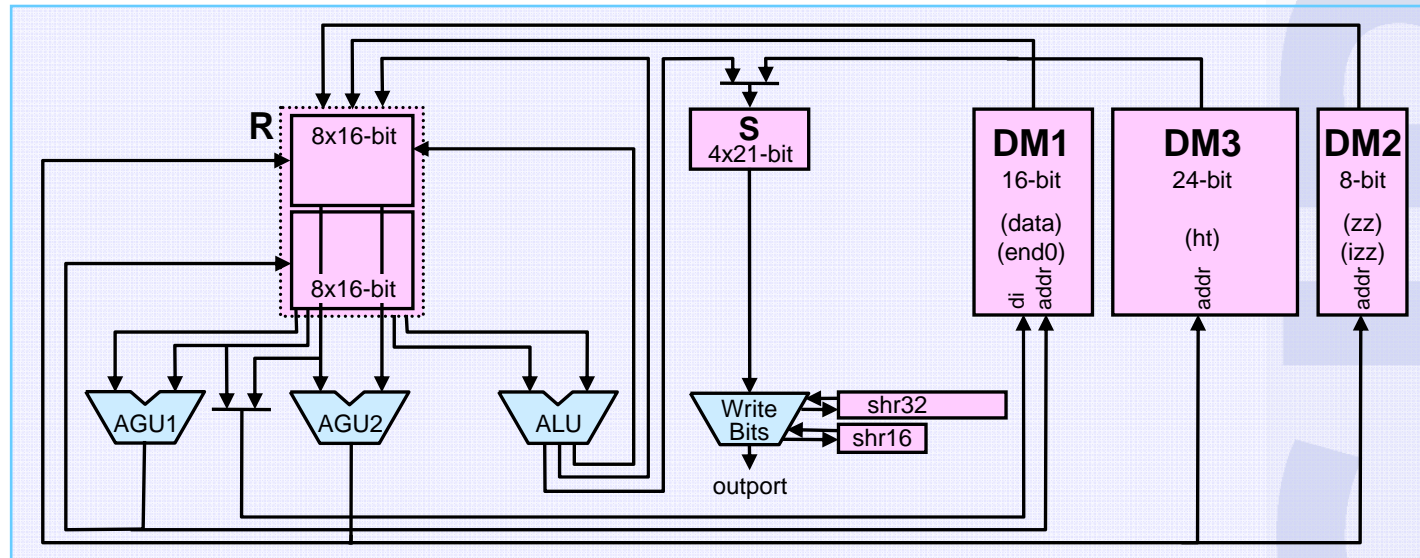 R
8x16-bit
8x16-bit
S
4x21-bit
DM1
16-bit
(data)
(end0)
di
addr
DM3
24-bit
(ht)
addr
DM2
8-bit
(zz)
(izz)
addr
AGU1
AGU2
ALU
Write
Bits
shr32
shr16
outport